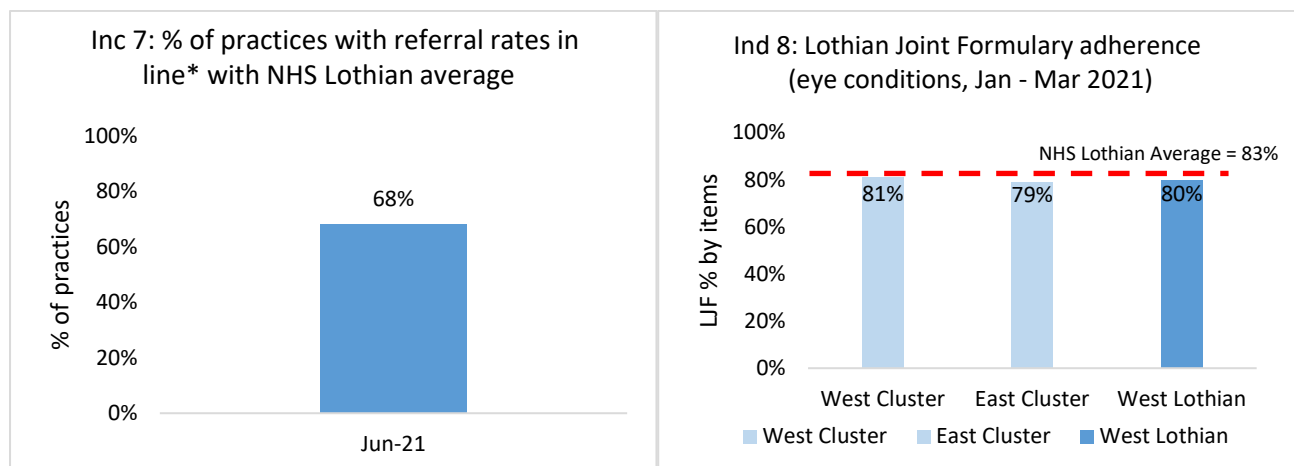 Inc 7: % of practices with referral rates in
line* with NHS Lothian average
100%
80%
60%
40%
20%
0%
% of practices
68%
Jun-21
Ind 8: Lothian Joint Formulary adherence
(eye conditions, Jan - Mar 2021)
NHS Lothian Average = 83%
100%
80%
60%
40%
20%
0%
LJF % by items
81%
79%
80%
West Cluster
East Cluster
West Lothian
West Cluster
East Cluster
West Lothian